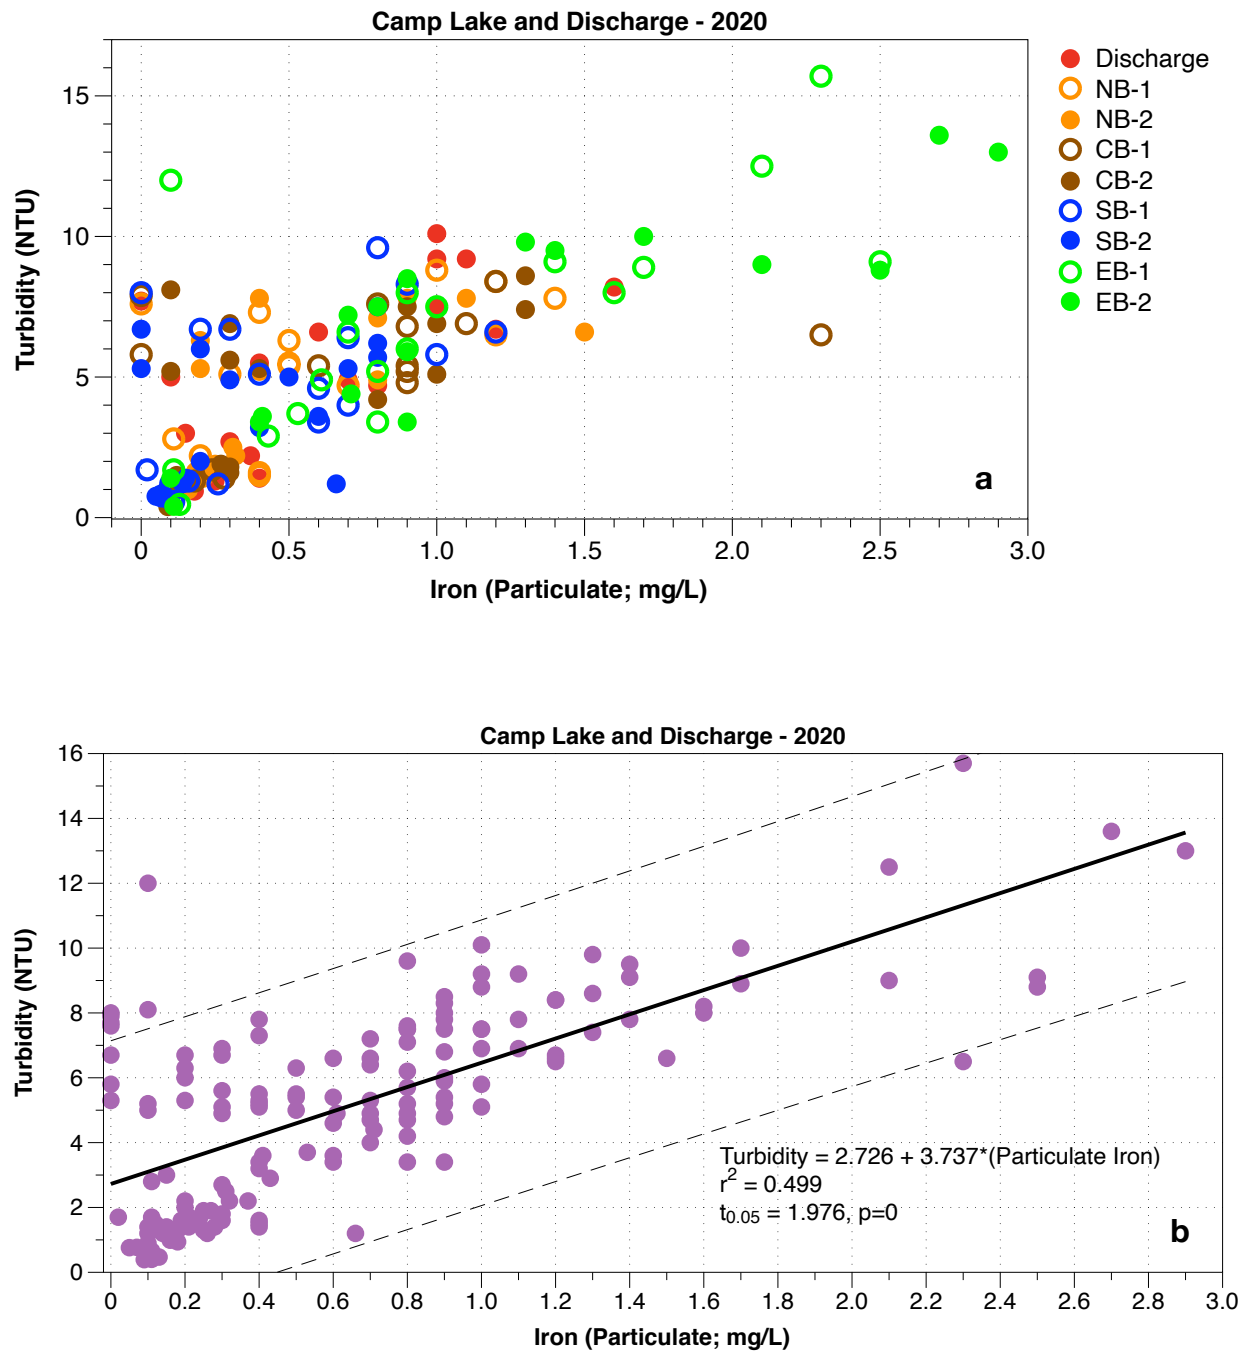 Camp Lake and Discharge - 2020
Turbidity (NTU)
15
10
5
0
0 0.5 1.0 1.5 2.0 2.5 3.0
Iron (Particulate; mg/L)
a
Discharge
NB-1
NB-2
CB-1
CB-2
SB-1
SB-2
EB-1
EB-2
Camp Lake and Discharge - 2020
Turbidity (NTU)
16
14
12
10
8
6
4
2
0
Turbidity = 2.726 + 3.737*(Particulate Iron)
r2 = 0.499
t0.05 = 1.976, p=0
b
0 0.2 0.4 0.6 0.8 1.0 1.2 1.4 1.6 1.8 2.0 2.2 2.4 2.6 2.8 3.0
Iron (Particulate; mg/L)